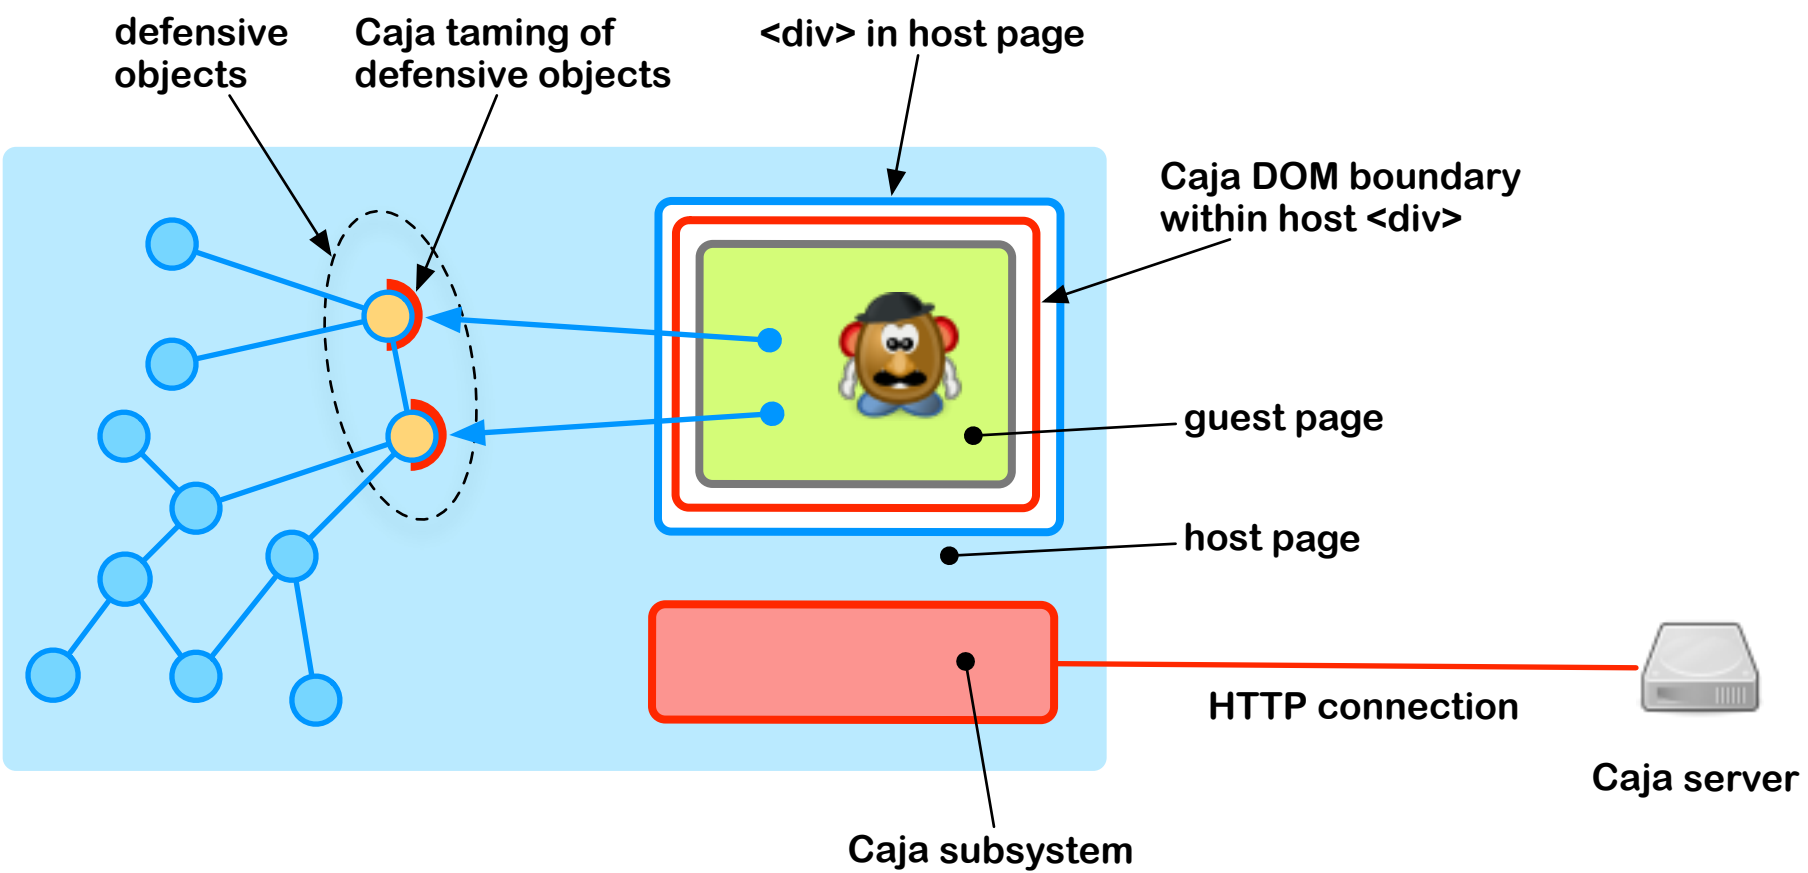 defensive
objects
Caja taming of
defensive objects
<div> in host page
Caja DOM boundary
within host <div>
guest page
host page
HTTP connection
Caja server
Caja subsystem